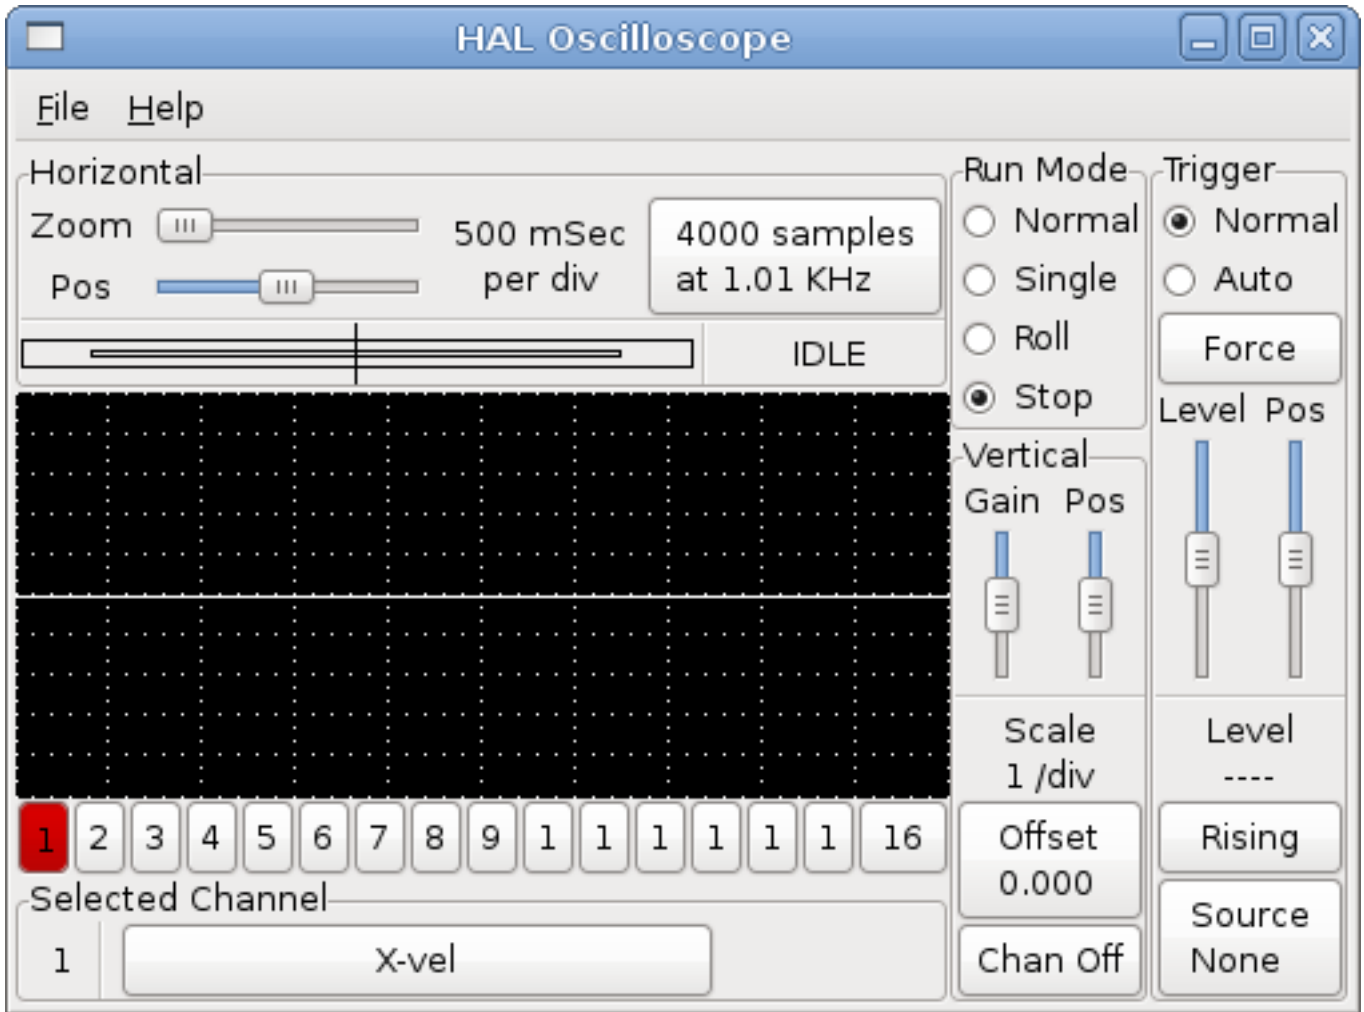 HAL Oscilloscope
File Help
Horizontal
Zoom
Pos
500 mSec
per div
4000 samples
at 1.01 KHz
IDLE
Run Mode
Normal
Single
Roll
Stop
Trigger
Normal
Auto
Force
Level Pos
Vertical
Gain Pos
Scale
1 /div
Level
----
1 2 3 4 5 6 7 8 9 1 1 1 1 1 1 16
Offset
0.000
Rising
Selected Channel
1 X-vel
Chan Off
Source
None